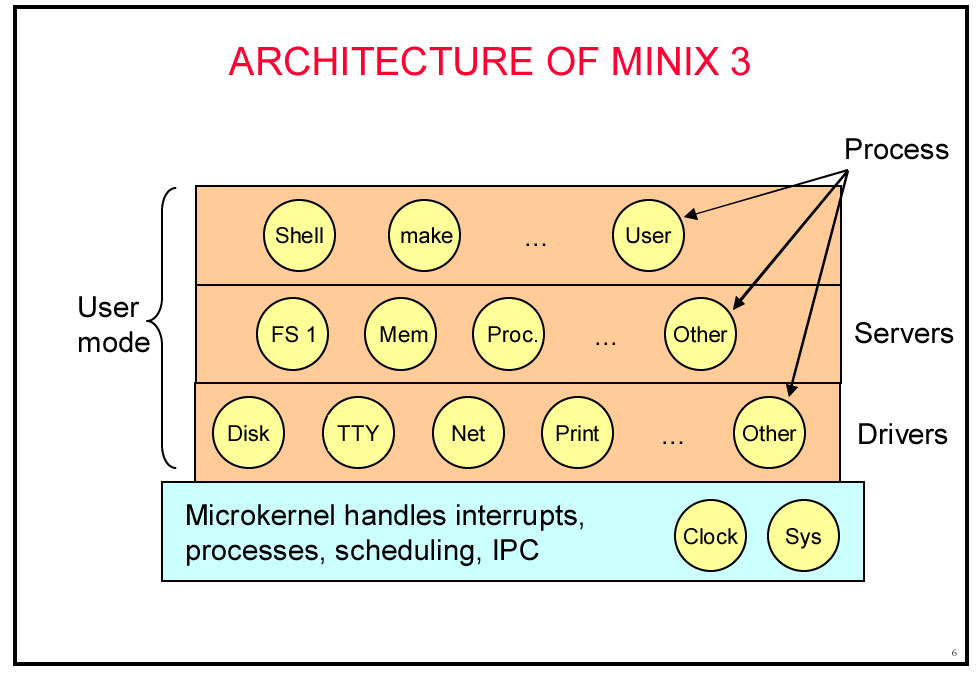 ARCHITECTURE OF MINIX 3
Process
Shell make ... User
User
mode
FS 1 Mem Proc. ... Other
Servers
Disk TTY Net Print ... Other
Drivers
Microkernel handles interrupts,
processes, scheduling, IPC
Clock Sys
6